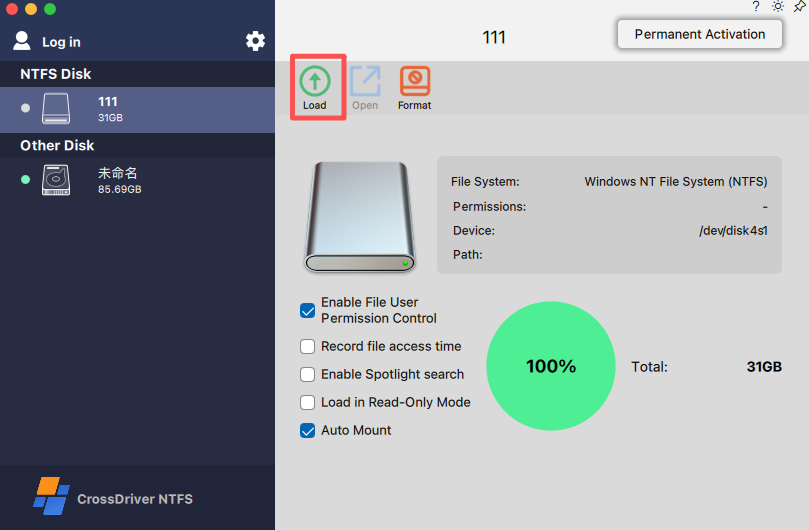 ?
Log in
111
Permanent Activation
NTFS Disk
111
31GB
Other Disk
未命名
85.69GB
Load
Open
Format
File System: Windows NT File System (NTFS)
Permissions: -
Device: /dev/disk4s1
Path:
Enable File User
Permission Control
Record file access time
Enable Spotlight search
Load in Read-Only Mode
Auto Mount
100%
Total: 31GB
CrossDriver NTFS